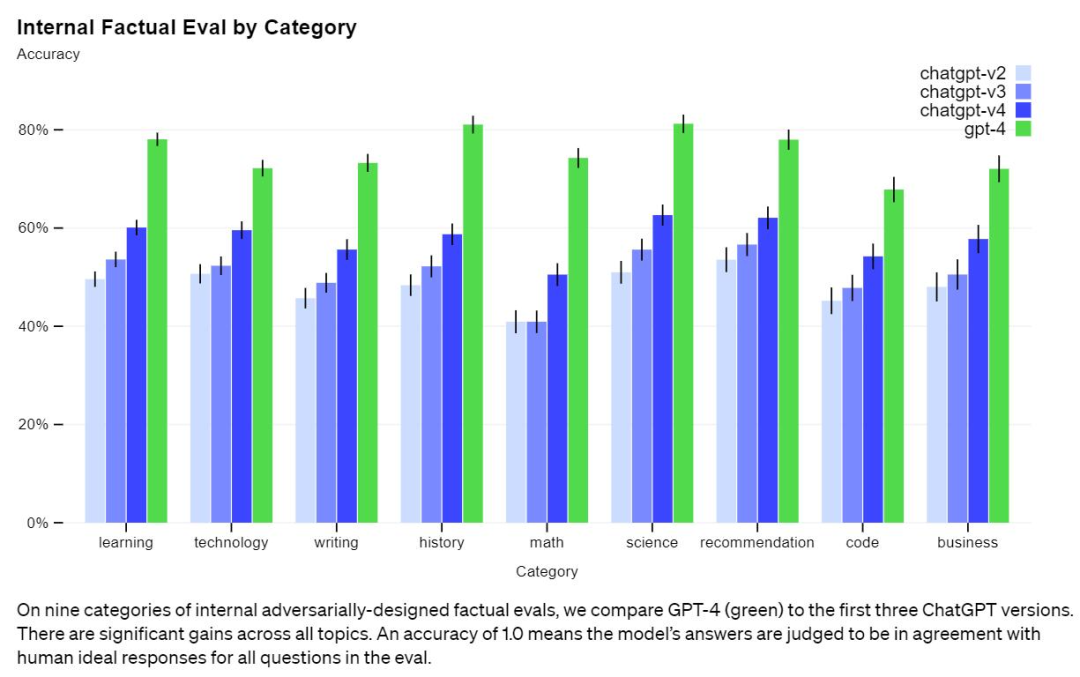 Internal Factual Eval by Category
Accuracy
chatgpt-v2
chatgpt-v3
chatgpt-v4
gpt-4
80%
60%
40%
20%
0%
learning
technology
writing
history
math
science
recommendation
code
business
Category
On nine categories of internal adversarially-designed factual evals, we compare GPT-4 (green) to the first three ChatGPT versions.
There are significant gains across all topics. An accuracy of 1.0 means the model’s answers are judged to be in agreement with
human ideal responses for all questions in the eval.